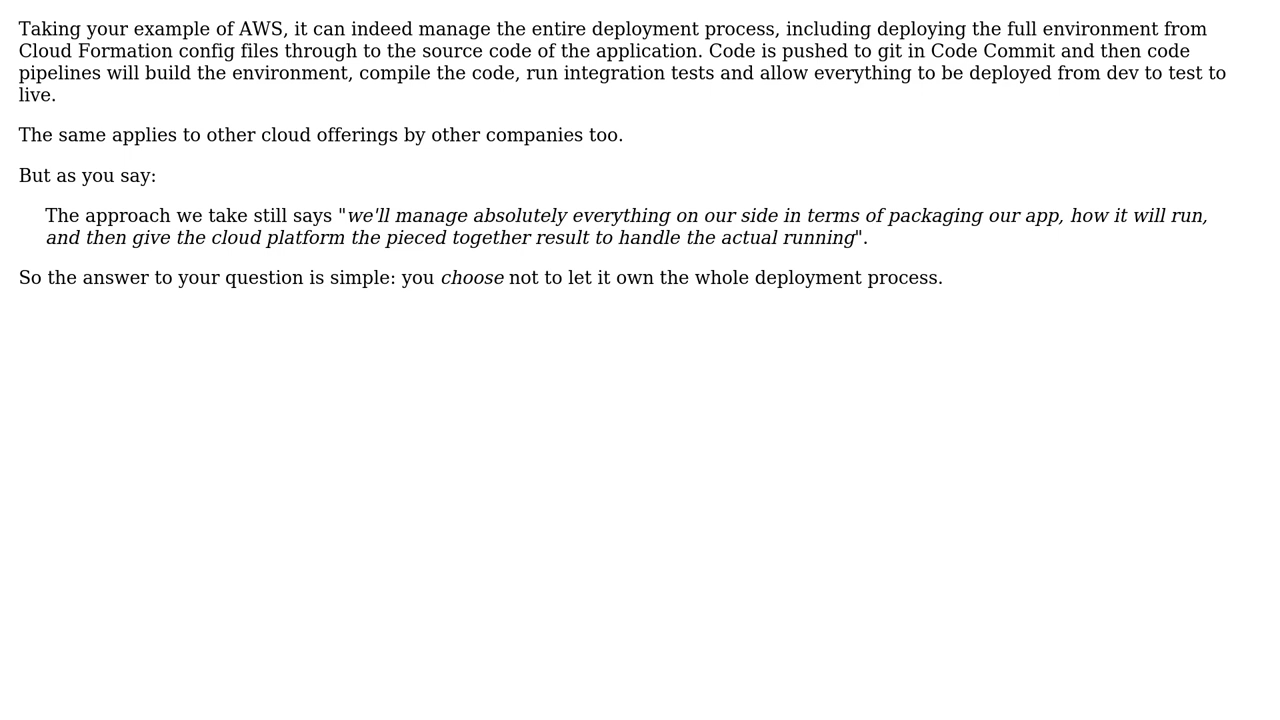 Taking your example of AWS, it can indeed manage the entire deployment process, including deploying the full environment from
Cloud Formation config files through to the source code of the application. Code is pushed to git in Code Commit and then code
pipelines will build the environment, compile the code, run integration tests and allow everything to be deployed from dev to test to
live.
The same applies to other cloud offerings by other companies too.
But as you say:
The approach we take still says "we'll manage absolutely everything on our side in terms of packaging our app, how it will run,
and then give the cloud platform the pieced together result to handle the actual running".
So the answer to your question is simple: you choose not to let it own the whole deployment process.